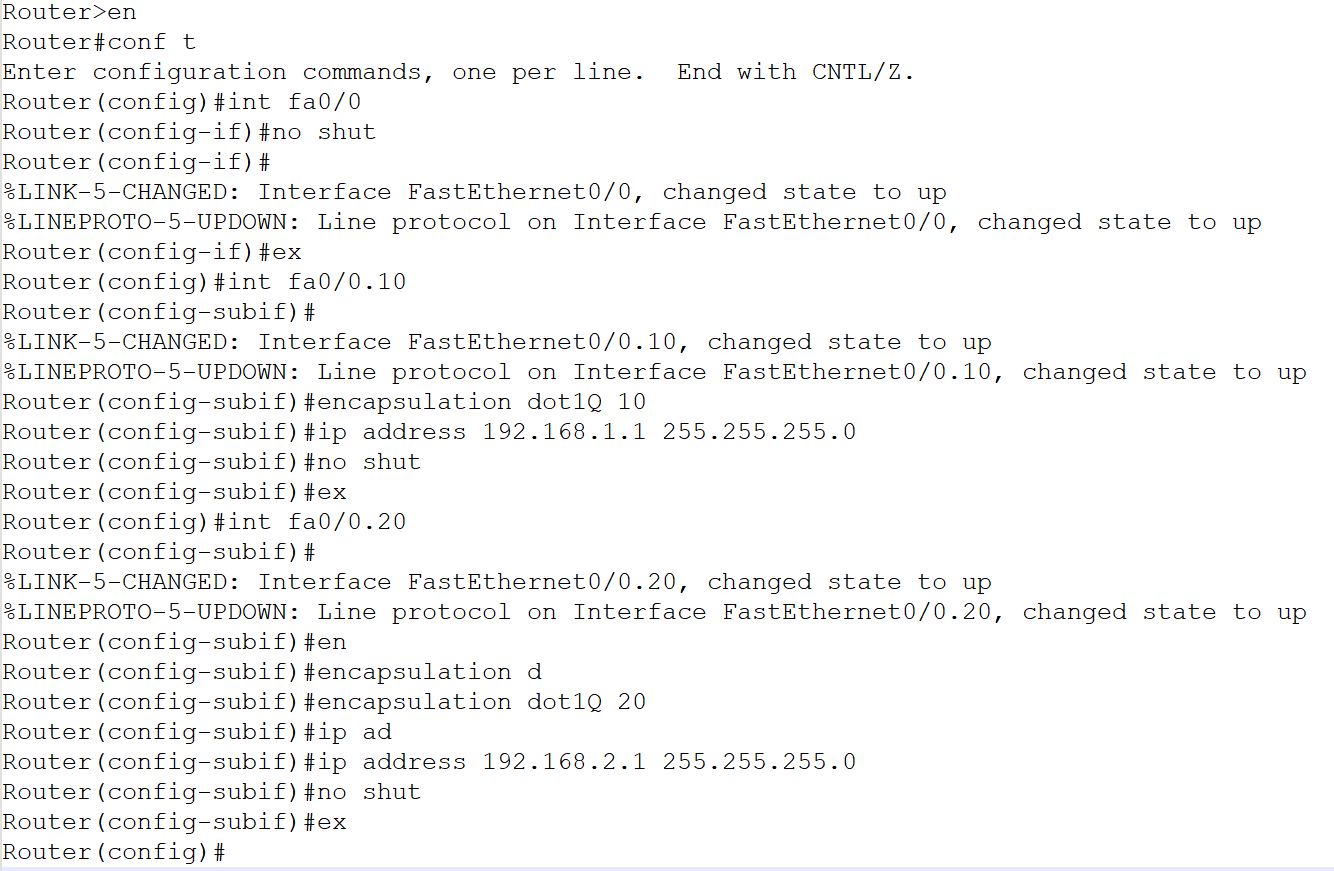 Router>en
Router#conf t
Enter configuration commands, one per line.  End with CNTL/Z.
Router(config)#int fa0/0
Router(config-if)#no shut
Router(config-if)#
%LINK-5-CHANGED: Interface FastEthernet0/0, changed state to up
%LINEPROTO-5-UPDOWN: Line protocol on Interface FastEthernet0/0, changed state to up
Router(config-if)#ex
Router(config)#int fa0/0.10
Router(config-subif)#
%LINK-5-CHANGED: Interface FastEthernet0/0.10, changed state to up
%LINEPROTO-5-UPDOWN: Line protocol on Interface FastEthernet0/0.10, changed state to up
Router(config-subif)#encapsulation dot1Q 10
Router(config-subif)#ip address 192.168.1.1 255.255.255.0
Router(config-subif)#no shut
Router(config-subif)#ex
Router(config)#int fa0/0.20
Router(config-subif)#
%LINK-5-CHANGED: Interface FastEthernet0/0.20, changed state to up
%LINEPROTO-5-UPDOWN: Line protocol on Interface FastEthernet0/0.20, changed state to up
Router(config-subif)#en
Router(config-subif)#encapsulation d
Router(config-subif)#encapsulation dot1Q 20
Router(config-subif)#ip ad
Router(config-subif)#ip address 192.168.2.1 255.255.255.0
Router(config-subif)#no shut
Router(config-subif)#ex
Router(config)#